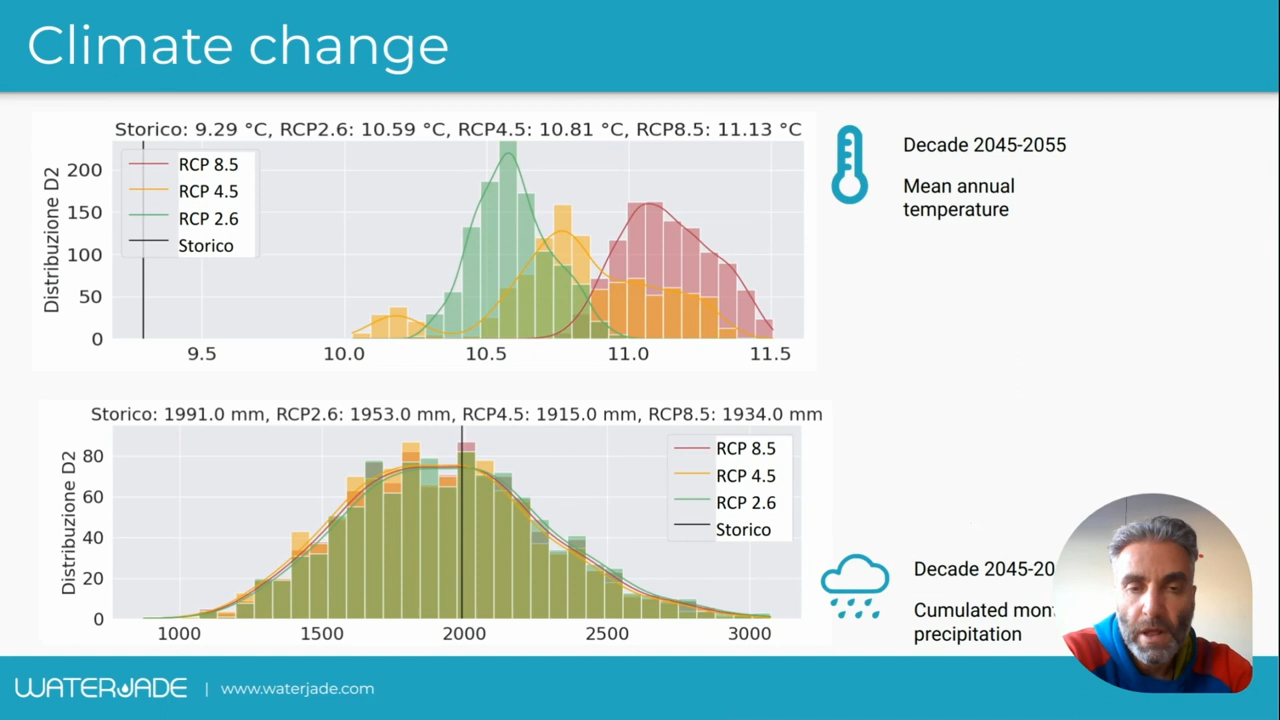 Climate change
Storico: 9.29 °C, RCP2.6: 10.59 °C, RCP4.5: 10.81 °C, RCP8.5: 11.13 °C
Distribuzione D2
200
150
100
50
0
RCP 8.5
RCP 4.5
RCP 2.6
Storico
9.5
10.0
10.5
11.0
11.5
Decade 2045-2055
Mean annual
temperature
Storico: 1991.0 mm, RCP2.6: 1953.0 mm, RCP4.5: 1915.0 mm, RCP8.5: 1934.0 mm
Distribuzione D2
80
60
40
20
0
RCP 8.5
RCP 4.5
RCP 2.6
Storico
1000
1500
2000
2500
3000
Decade 2045-20
Cumulated mon
precipitation
WATERJADE | www.waterjade.com